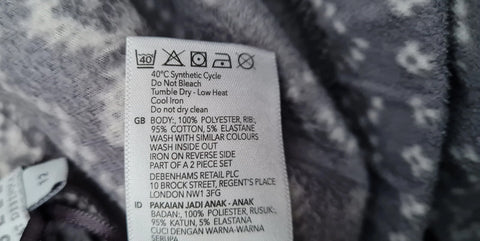 40
40°C Synthetic Cycle
Do Not Bleach
Tumble Dry - Low Heat
Cool Iron
Do not dry clean
GB BODY:, 100% POLYESTER, RIB:,
95% COTTON, 5% ELASTANE
WASH WITH SIMILAR COLOURS
WASH INSIDE OUT
IRON ON REVERSE SIDE
PART OF A 2 PIECE SET
DEBENHAMS RETAIL PLC
10 BROCK STREET, REGENT'S PLACE
LONDON NW1 3FG
ID PAKAIAN JADI ANAK - ANAK
BADAN:, 100% POLYESTER, RUSUK:,
95% KATUN, 5% ELASTANE
CUCI DENGAN WARNA-WARNA
SERUPA